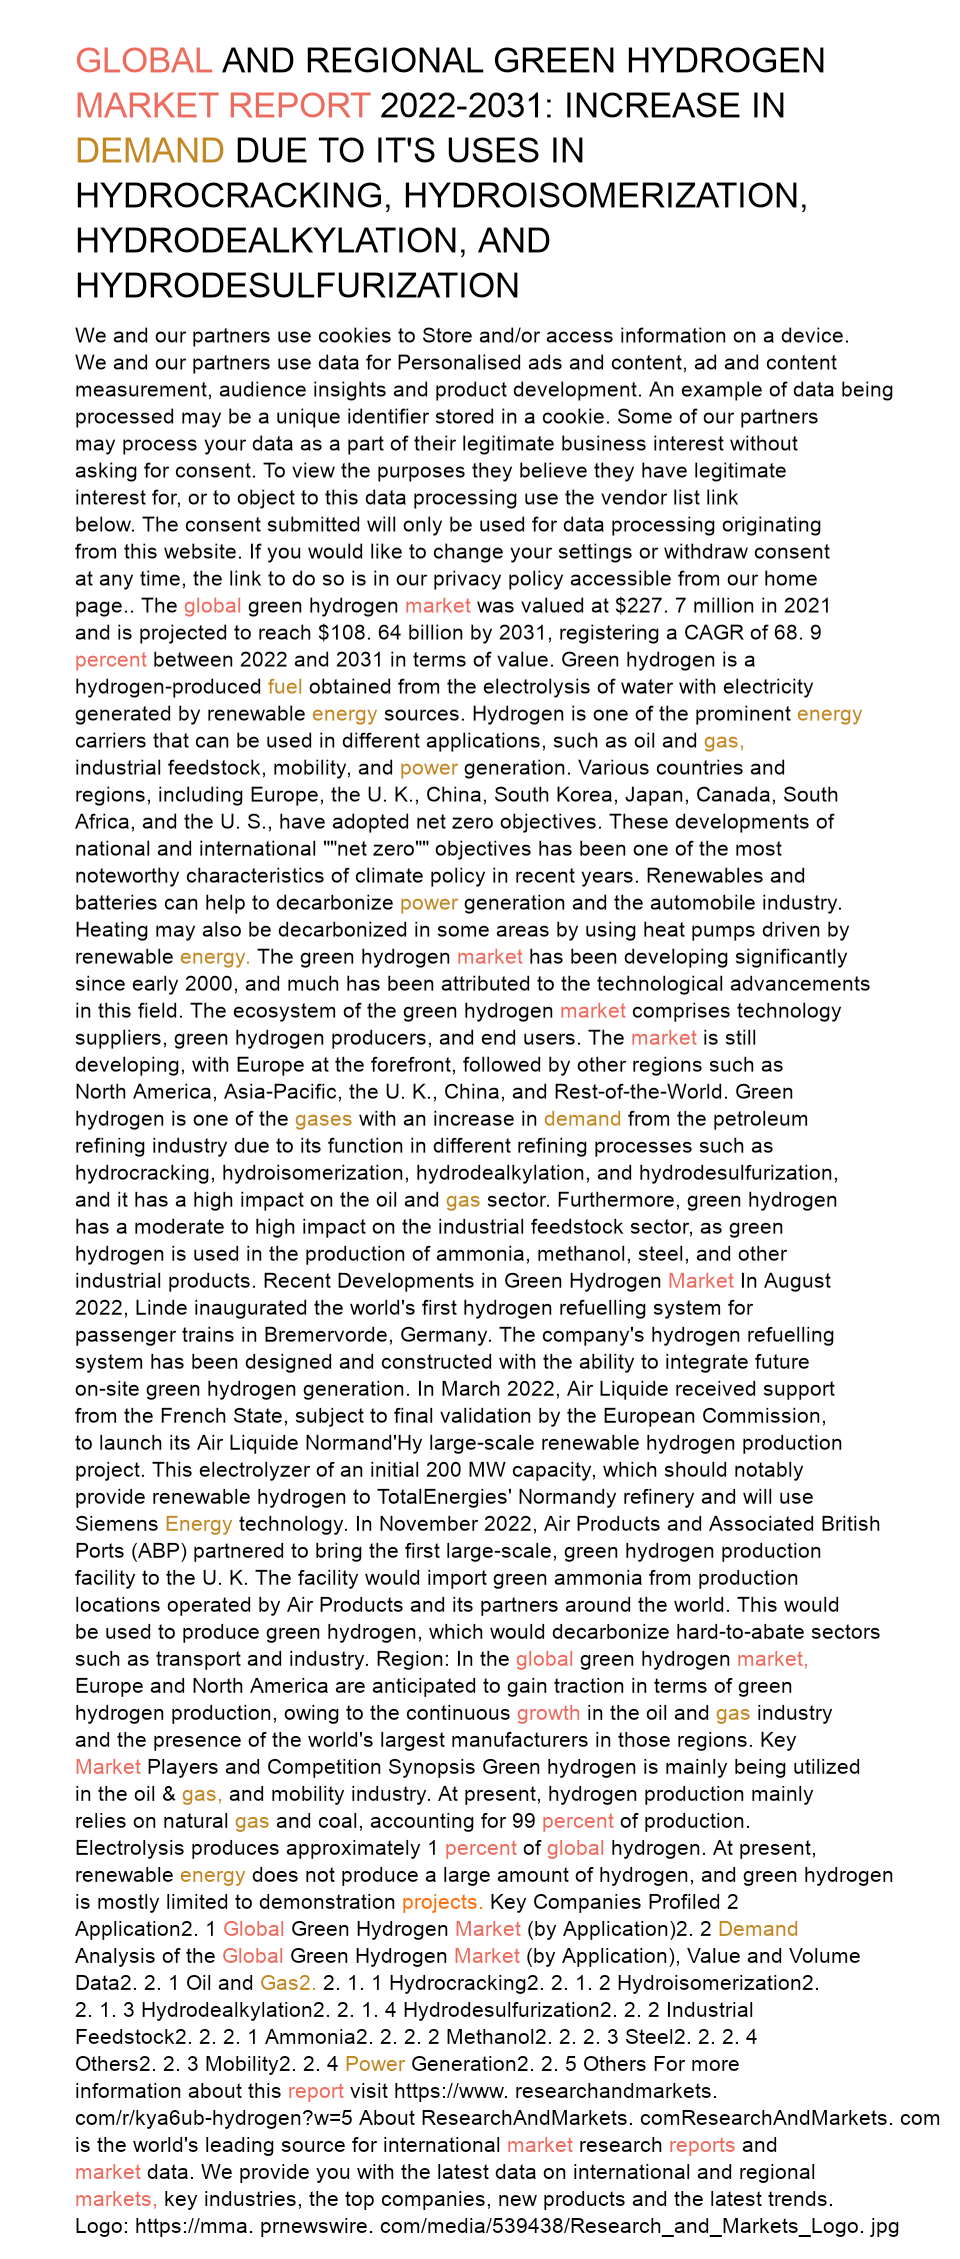 GLOBAL AND REGIONAL GREEN HYDROGEN
MARKET REPORT 2022-2031: INCREASE IN
DEMAND DUE TO IT'S USES IN
HYDROCRACKING, HYDROISOMERIZATION,
HYDRODEALKYLATION, AND
HYDRODESULFURIZATION
We and our partners use cookies to Store and/or access information on a device.
We and our partners use data for Personalised ads and content, ad and content
measurement, audience insights and product development. An example of data being
processed may be a unique identifier stored in a cookie. Some of our partners
may process your data as a part of their legitimate business interest without
asking for consent. To view the purposes they believe they have legitimate
interest for, or to object to this data processing use the vendor list link
below. The consent submitted will only be used for data processing originating
from this website. If you would like to change your settings or withdraw consent
at any time, the link to do so is in our privacy policy accessible from our home
page.. The global green hydrogen market was valued at $227. 7 million in 2021
and is projected to reach $108. 64 billion by 2031, registering a CAGR of 68. 9
percent between 2022 and 2031 in terms of value. Green hydrogen is a
hydrogen-produced fuel obtained from the electrolysis of water with electricity
generated by renewable energy sources. Hydrogen is one of the prominent energy
carriers that can be used in different applications, such as oil and gas,
industrial feedstock, mobility, and power generation. Various countries and
regions, including Europe, the U. K., China, South Korea, Japan, Canada, South
Africa, and the U. S., have adopted net zero objectives. These developments of
national and international ""net zero"" objectives has been one of the most
noteworthy characteristics of climate policy in recent years. Renewables and
batteries can help to decarbonize power generation and the automobile industry.
Heating may also be decarbonized in some areas by using heat pumps driven by
renewable energy. The green hydrogen market has been developing significantly
since early 2000, and much has been attributed to the technological advancements
in this field. The ecosystem of the green hydrogen market comprises technology
suppliers, green hydrogen producers, and end users. The market is still
developing, with Europe at the forefront, followed by other regions such as
North America, Asia-Pacific, the U. K., China, and Rest-of-the-World. Green
hydrogen is one of the gases with an increase in demand from the petroleum
refining industry due to its function in different refining processes such as
hydrocracking, hydroisomerization, hydrodealkylation, and hydrodesulfurization,
and it has a high impact on the oil and gas sector. Furthermore, green hydrogen
has a moderate to high impact on the industrial feedstock sector, as green
hydrogen is used in the production of ammonia, methanol, steel, and other
industrial products. Recent Developments in Green Hydrogen Market In August
2022, Linde inaugurated the world's first hydrogen refuelling system for
passenger trains in Bremervorde, Germany. The company's hydrogen refuelling
system has been designed and constructed with the ability to integrate future
on-site green hydrogen generation. In March 2022, Air Liquide received support
from the French State, subject to final validation by the European Commission,
to launch its Air Liquide Normand'Hy large-scale renewable hydrogen production
project. This electrolyzer of an initial 200 MW capacity, which should notably
provide renewable hydrogen to TotalEnergies' Normandy refinery and will use
Siemens Energy technology. In November 2022, Air Products and Associated British
Ports (ABP) partnered to bring the first large-scale, green hydrogen production
facility to the U. K. The facility would import green ammonia from production
locations operated by Air Products and its partners around the world. This would
be used to produce green hydrogen, which would decarbonize hard-to-abate sectors
such as transport and industry. Region: In the global green hydrogen market,
Europe and North America are anticipated to gain traction in terms of green
hydrogen production, owing to the continuous growth in the oil and gas industry
and the presence of the world's largest manufacturers in those regions. Key
Market Players and Competition Synopsis Green hydrogen is mainly being utilized
in the oil & gas, and mobility industry. At present, hydrogen production mainly
relies on natural gas and coal, accounting for 99 percent of production.
Electrolysis produces approximately 1 percent of global hydrogen. At present,
renewable energy does not produce a large amount of hydrogen, and green hydrogen
is mostly limited to demonstration projects. Key Companies Profiled 2
Application2. 1 Global Green Hydrogen Market (by Application)2. 2 Demand
Analysis of the Global Green Hydrogen Market (by Application), Value and Volume
Data2. 2. 1 Oil and Gas2. 2. 1. 1 Hydrocracking2. 2. 1. 2 Hydroisomerization2.
2. 1. 3 Hydrodealkylation2. 2. 1. 4 Hydrodesulfurization2. 2. 2 Industrial
Feedstock2. 2. 2. 1 Ammonia2. 2. 2. 2 Methanol2. 2. 2. 3 Steel2. 2. 2. 4
Others2. 2. 3 Mobility2. 2. 4 Power Generation2. 2. 5 Others For more
information about this report visit https://www. researchandmarkets.
com/r/kya6ub-hydrogen?w=5 About ResearchAndMarkets. comResearchAndMarkets. com
is the world's leading source for international market research reports and
market data. We provide you with the latest data on international and regional
markets, key industries, the top companies, new products and the latest trends.
Logo: https://mma. prnewswire. com/media/539438/Research_and_Markets_Logo. jpg